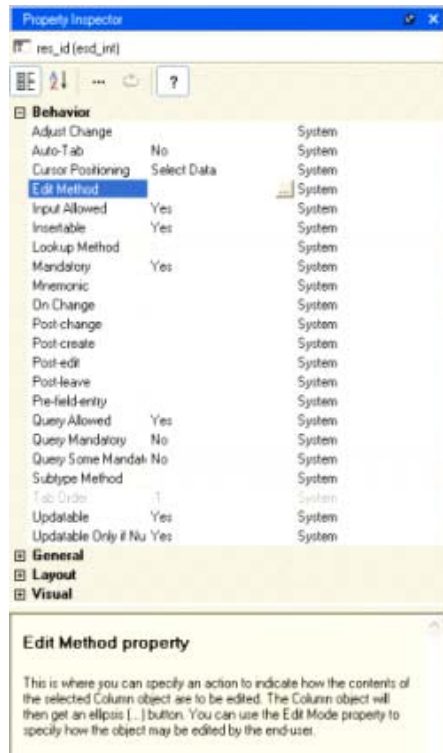 Property Inspector
res_id (esd_int)
...
?
Behavior
Adjust Change System
Auto-Tab No System
Cursor Positioning Select Data System
Edit Method ... System
Input Allowed Yes System
Insertable Yes System
Lookup Method System
Mandatory Yes System
Mnemonic System
On Change System
Post-change System
Post-create System
Post-edit System
Post-leave System
Pre-field-entry System
Query Allowed Yes System
Query Mandatory No System
Query Some Mandat No System
Subtype Method System
Tab Order -1 System
Updatable Yes System
Updatable Only if Nu Yes System
General
Layout
Visual
Edit Method property
This is where you can specify an action to indicate how the contents of
the selected Column object are to be edited. The Column object will
then get an ellipsis (...) button. You can use the Edit Mode property to
specify how the object may be edited by the end-user.